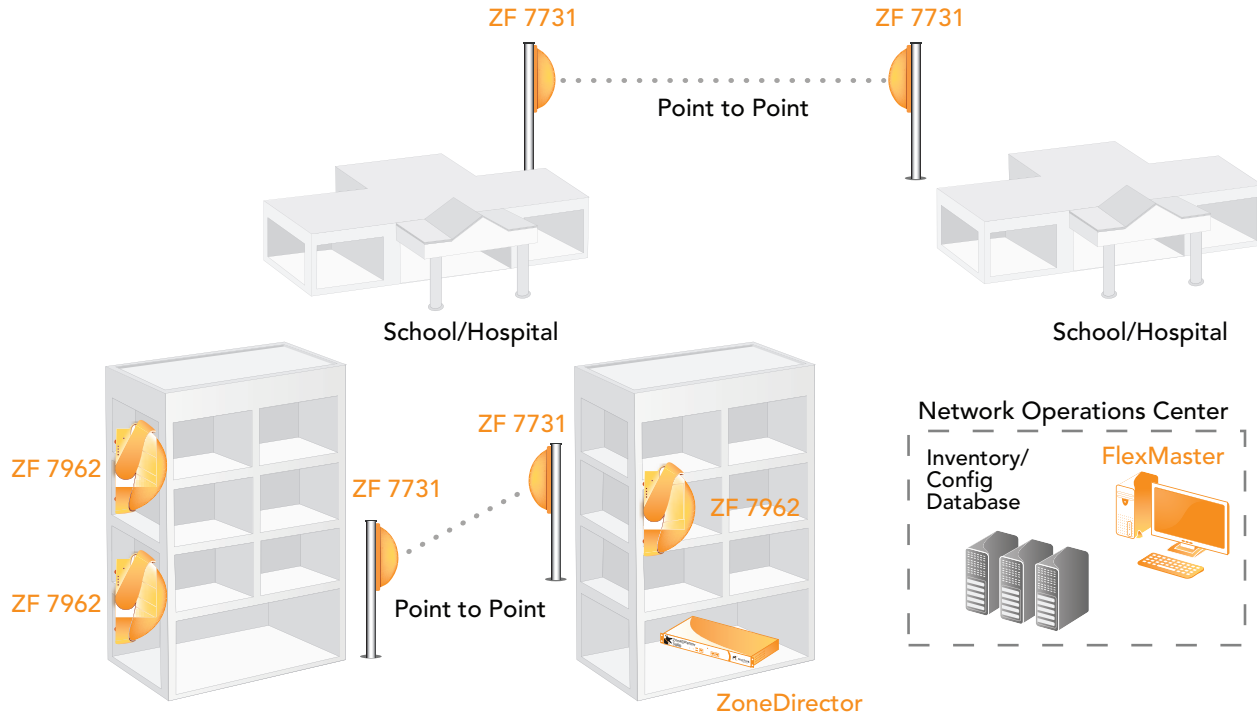 ZF 7731
ZF 7731
Point to Point
School/Hospital
School/Hospital
ZF 7962
ZF 7962
ZF 7731
ZF 7731
Point to Point
ZF 7962
ZoneDirector
Network Operations Center
Inventory/
Config
Database
FlexMaster